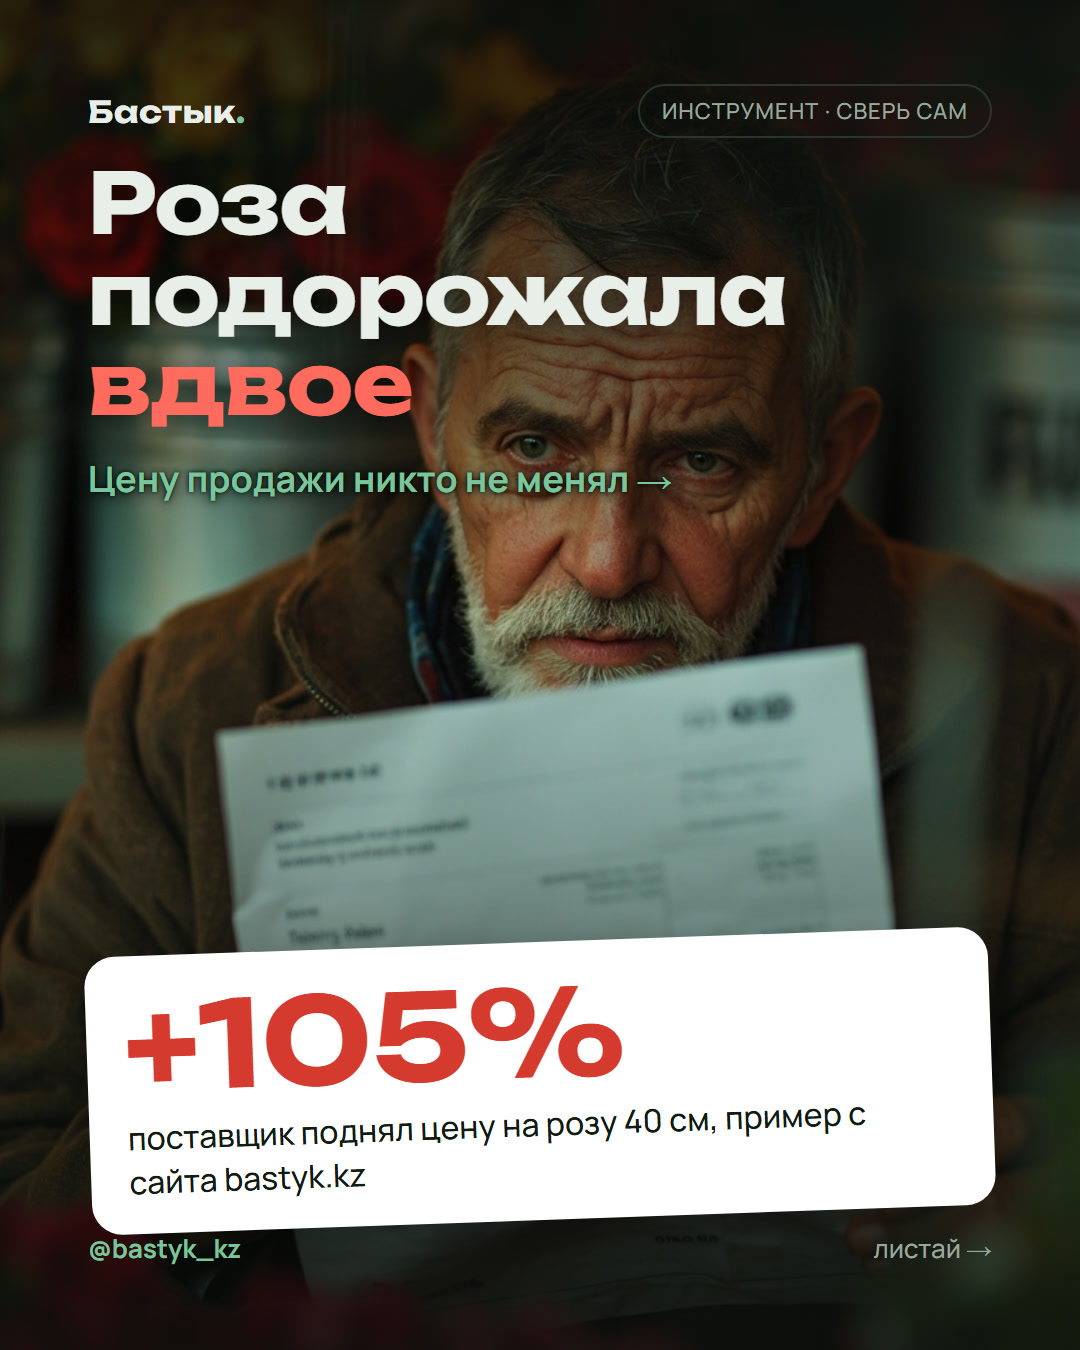 Бастык.
ИНСТРУМЕНТ · СВЕРЬ САМ
Роза
подорожала
вдвое
Цену продажи никто не менял →
+105%
поставщик поднял цену на розу 40 см, пример с
сайта bastyk.kz
@bastyk_kz
листай →